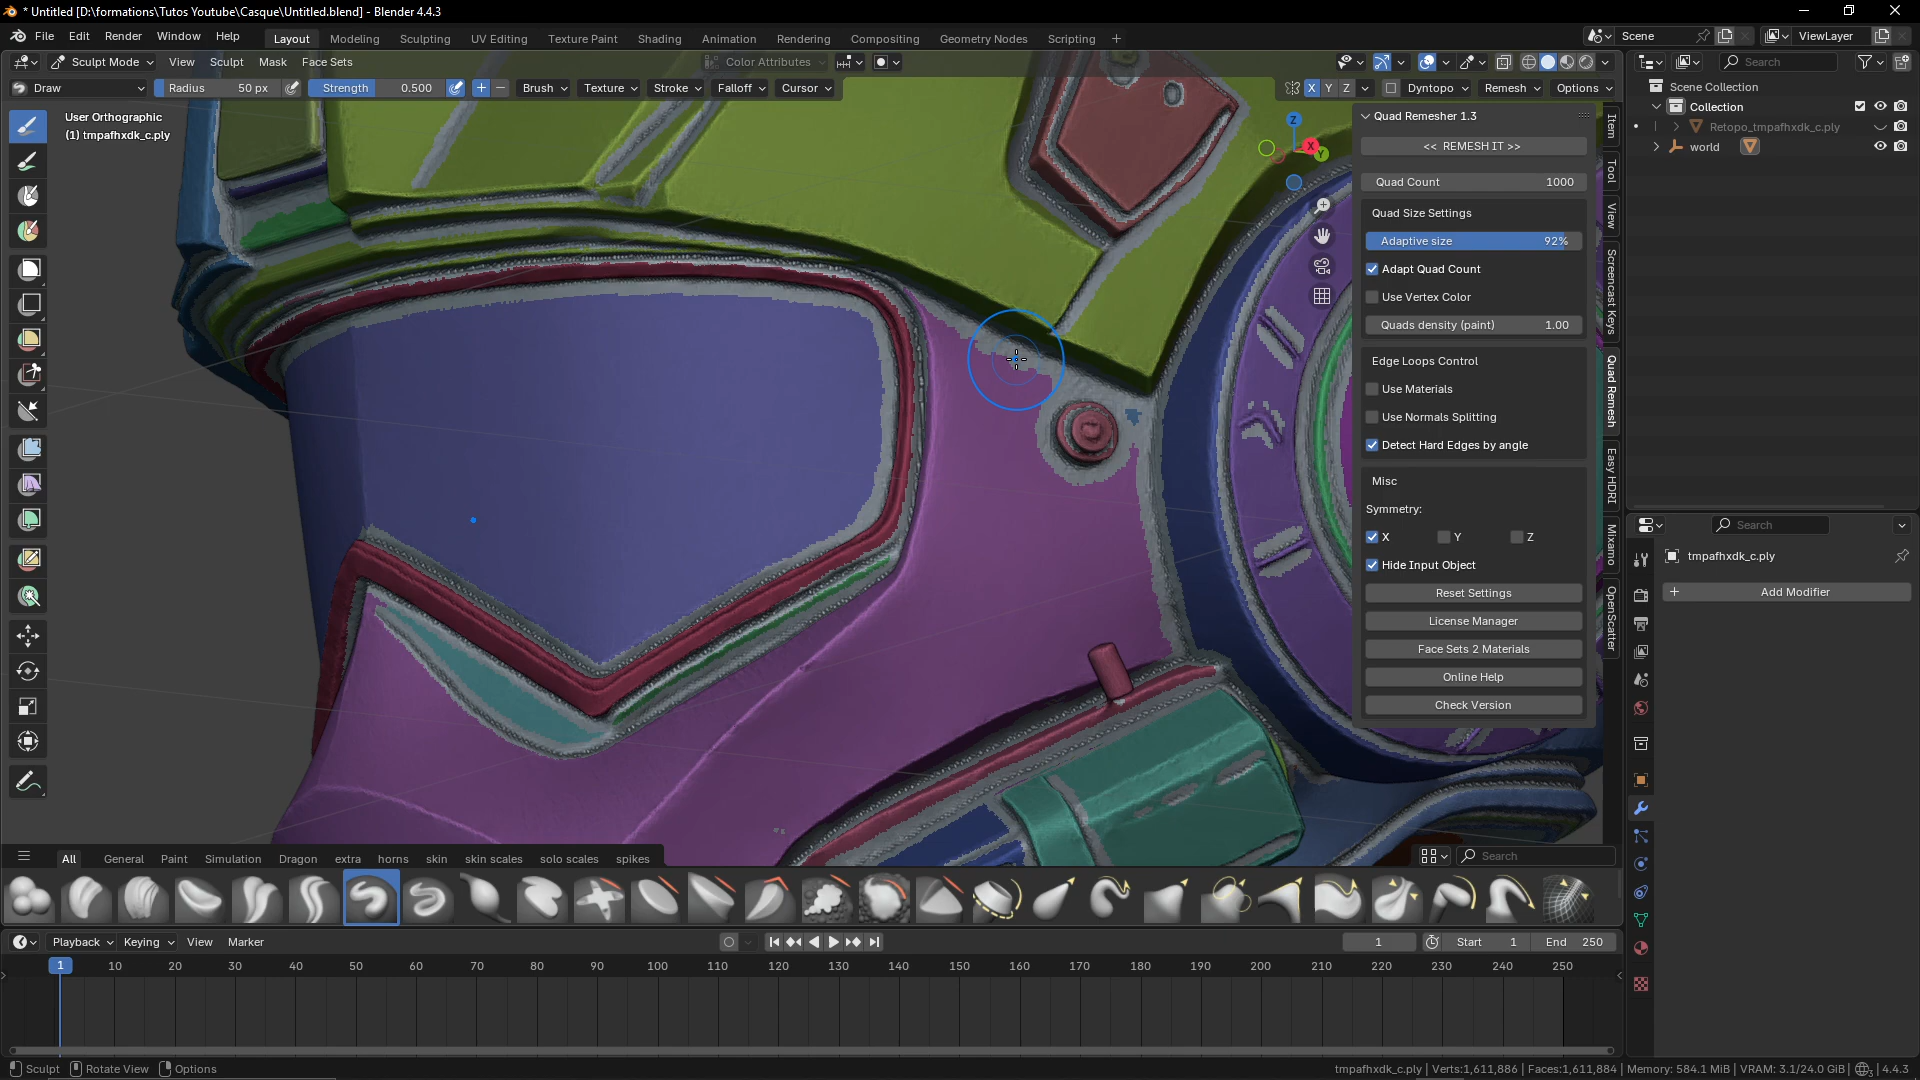 * Untitled [D:\formations\Tutos Youtube\Casque\Untitled.blend] - Blender 4.4.3
File Edit Render Window Help Layout Modeling Sculpting UV Editing Texture Paint Shading Animation Rendering Compositing Geometry Nodes Scripting + Scene ViewLayer
Sculpt Mode View Sculpt Mask Face Sets Color Attributes Search
Draw Radius 50 px Strength 0.500 + − Brush Texture Stroke Falloff Cursor X Y Z Dyntopo Remesh Options
Scene Collection
Collection
Retopo_tmpafhxdk_c.ply
world
User Orthographic
(1) tmpafhxdk_c.ply
Z
X
Y
Quad Remesher 1.3
<< REMESH IT >>
Quad Count 1000
Quad Size Settings
Adaptive size 92%
Adapt Quad Count
Use Vertex Color
Quads density (paint) 1.00
Edge Loops Control
Use Materials
Use Normals Splitting
Detect Hard Edges by angle
Misc
Symmetry:
X Y Z
Hide Input Object
Reset Settings
License Manager
Face Sets 2 Materials
Online Help
Check Version
Item
Tool
View
Screencast Keys
Quad Remesh
Easy HDRI
Mixamo
OpenScatter
Search
tmpafhxdk_c.ply
+ Add Modifier
All General Paint Simulation Dragon extra horns skin skin scales solo scales spikes Search
Playback Keying View Marker 1 Start 1 End 250
1 10 20 30 40 50 60 70 80 90 100 110 120 130 140 150 160 170 180 190 200 210 220 230 240 250
Sculpt Rotate View Options tmpafhxdk_c.ply | Verts:1,611,886 | Faces:1,611,884 | Memory: 584.1 MiB | VRAM: 3.1/24.0 GiB | 3 | 4.4.3